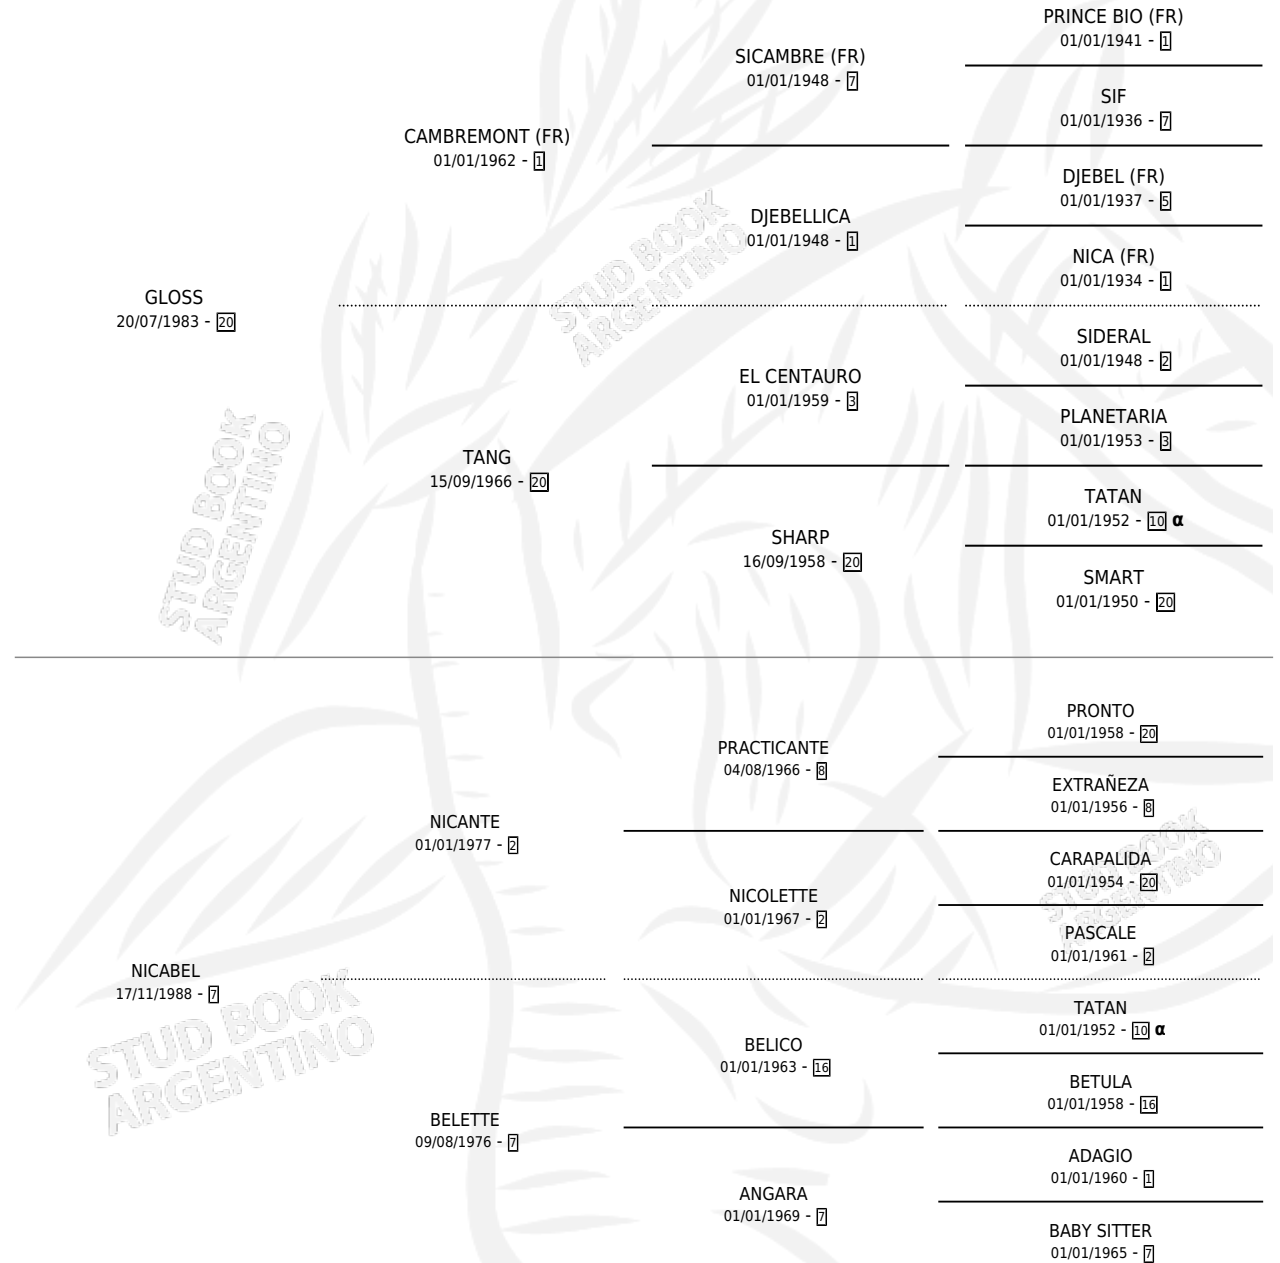 PRINCE BIO (FR)
01/01/1941 - 1
SICAMBRE (FR)
01/01/1948 - 7
SIF
01/01/1936 - 7
CAMBREMONT (FR)
01/01/1962 - 1
DJEBEL (FR)
01/01/1937 - 5
DJEBELLICA
01/01/1948 - 1
NICA (FR)
01/01/1934 - 1
GLOSS
20/07/1983 - 20
SIDERAL
01/01/1948 - 2
EL CENTAURO
01/01/1959 - 3
PLANETARIA
01/01/1953 - 3
TANG
15/09/1966 - 20
TATAN
01/01/1952 - 10 α
SHARP
16/09/1958 - 20
SMART
01/01/1950 - 20
PRONTO
01/01/1958 - 20
PRACTICANTE
04/08/1966 - 8
EXTRAÑEZA
01/01/1956 - 8
NICANTE
01/01/1977 - 2
CARAPALIDA
01/01/1954 - 20
NICOLETTE
01/01/1967 - 2
PASCALE
01/01/1961 - 2
NICABEL
17/11/1988 - 7
TATAN
01/01/1952 - 10 α
BELICO
01/01/1963 - 16
BETULA
01/01/1958 - 16
BELETTE
09/08/1976 - 7
ADAGIO
01/01/1960 - 1
ANGARA
01/01/1969 - 7
BABY SITTER
01/01/1965 - 7
STUD BOOK
ARGENTINO
STUD BOOK
ARGENTINO
STUD BOOK
ARGENTINO
STUD BOOK
ARGENTINO